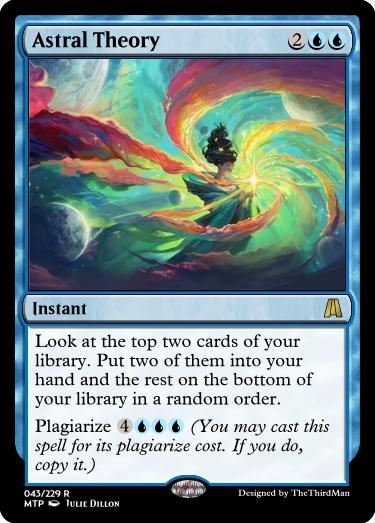 Astral Theory 2
Instant
Look at the top two cards of your
library. Put two of them into your
hand and the rest on the bottom of
your library in a random order.
Plagiarize 4 (You may cast this
spell for its plagiarize cost. If you do,
copy it.)
043/229 R
MTP JULIE DILLON
Designed by TheThirdMan